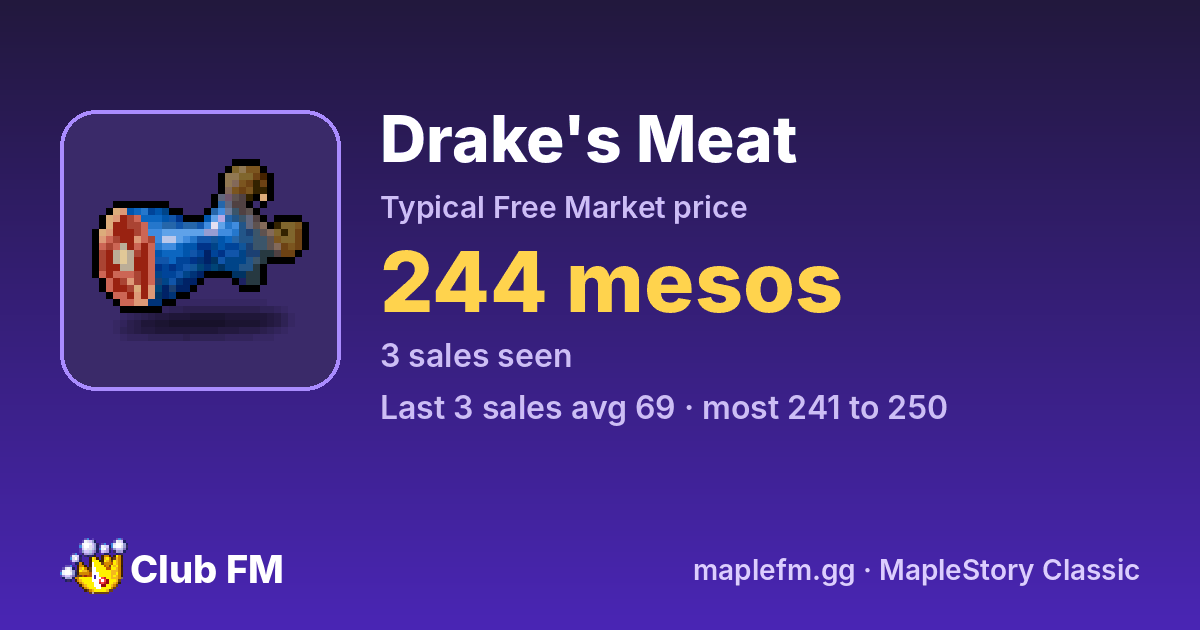 Drake's Meat
Typical Free Market price
244 mesos
3 sales seen
Last 3 sales avg 69 · most 241 to 250
Club FM
maplefm.gg · MapleStory Classic